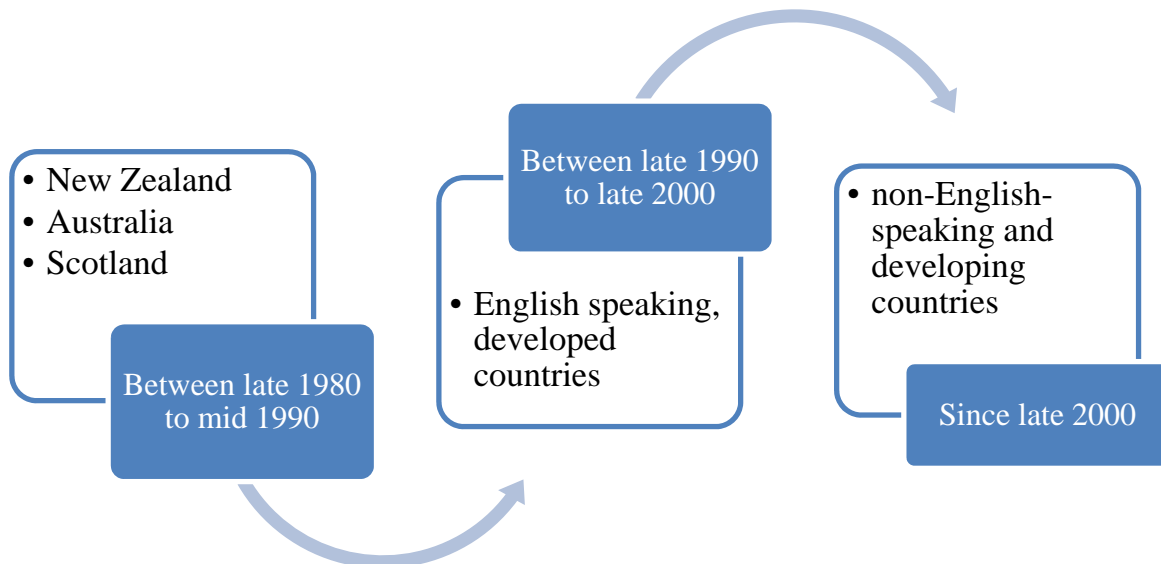 • New Zealand
• Australia
• Scotland
Between late 1980
to mid 1990
Between late 1990
to late 2000
• English speaking,
developed
countries
• non-English-
speaking and
developing
countries
Since late 2000